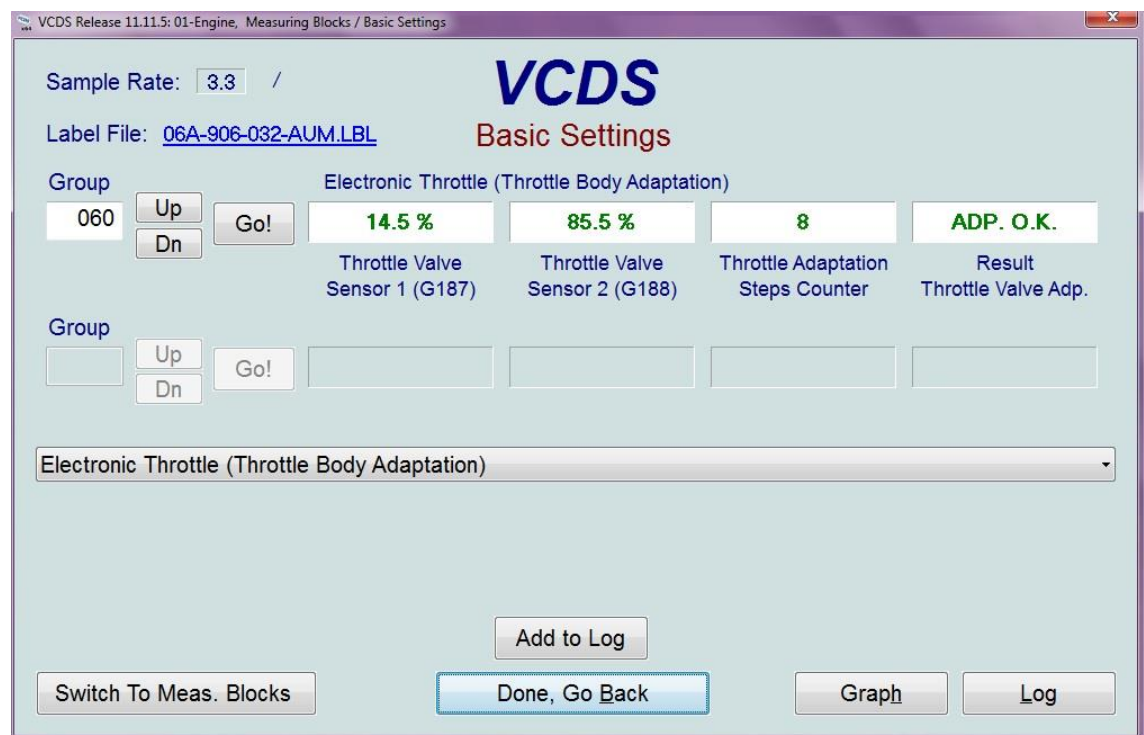 VCDS Release 11.11.5: 01-Engine, Measuring Blocks / Basic Settings
x
Sample Rate: 3.3 /
VCDS
Label File: 06A-906-032-AUM.LBL
Basic Settings
Group
Electronic Throttle (Throttle Body Adaptation)
060
Up
Dn
Go!
14.5 %
85.5 %
8
ADP. O.K.
Throttle Valve
Sensor 1 (G187)
Throttle Valve
Sensor 2 (G188)
Throttle Adaptation
Steps Counter
Result
Throttle Valve Adp.
Group
Up
Dn
Go!
Electronic Throttle (Throttle Body Adaptation)
Add to Log
Switch To Meas. Blocks
Done, Go Back
Graph
Log